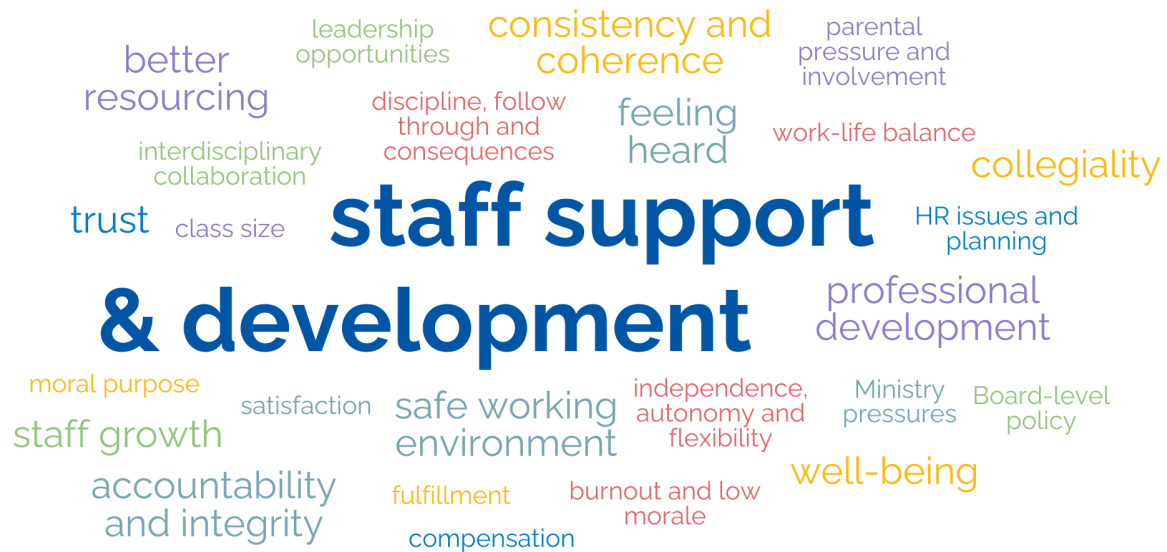 leadership
opportunities
consistency and
coherence
parental
pressure and
involvement
better
resourcing
discipline, follow
through and
consequences
feeling
heard
work-life balance
interdisciplinary
collaboration
collegiality
trust
class size
staff support
HR issues and
planning
& development
professional
development
moral purpose
satisfaction
safe working
environment
independence,
autonomy and
flexibility
Ministry
pressures
Board-level
policy
staff growth
accountability
and integrity
fulfillment
burnout and low
morale
well-being
compensation